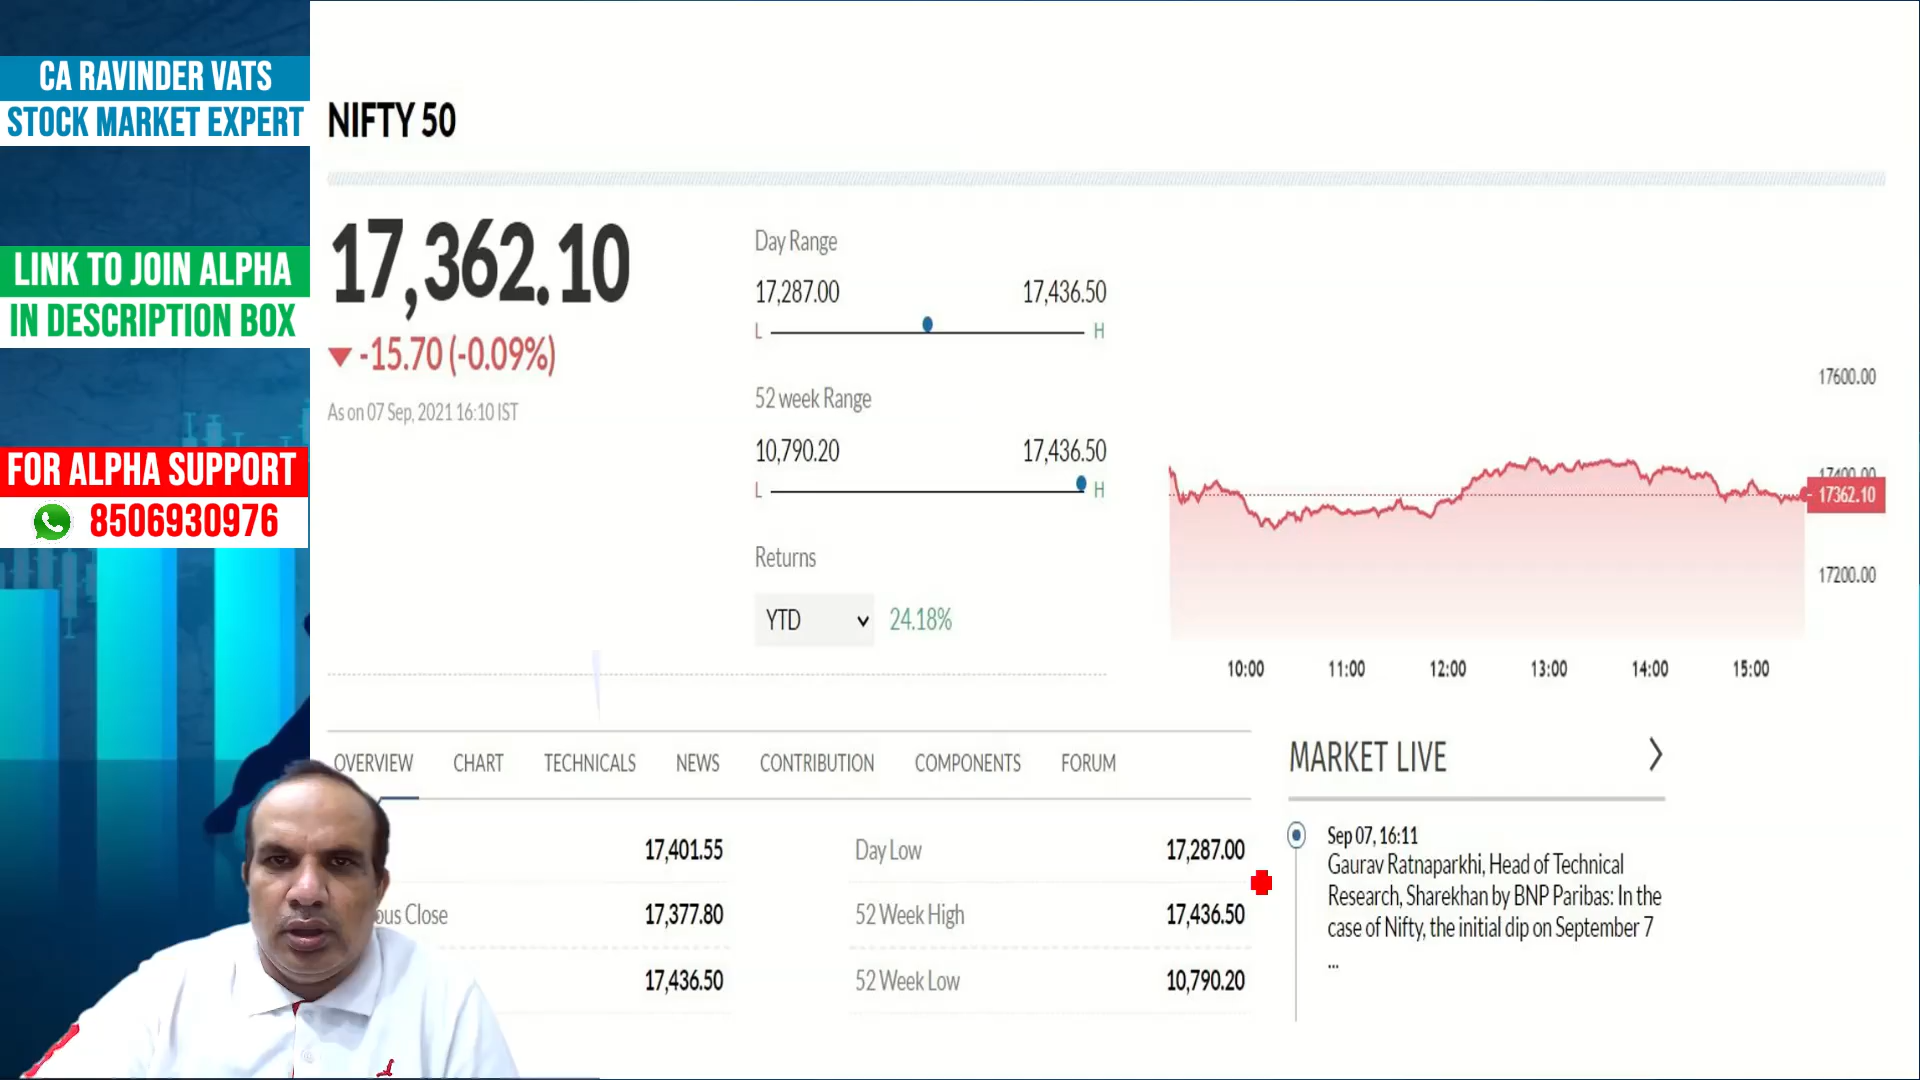 CA RAVINDER VATS
STOCK MARKET EXPERT
LINK TO JOIN ALPHA
IN DESCRIPTION BOX
FOR ALPHA SUPPORT
8506930976
NIFTY 50
17,362.10
-15.70 (-0.09%)
As on 07 Sep, 2021 16:10 IST
Day Range
17,287.00 17,436.50
L H
52 week Range
10,790.20 17,436.50
L H
Returns
YTD 24.18%
17600.00
17400.00
17362.10
17200.00
10:00 11:00 12:00 13:00 14:00 15:00
OVERVIEW CHART TECHNICALS NEWS CONTRIBUTION COMPONENTS FORUM
17,401.55 Day Low 17,287.00
ous Close 17,377.80 52 Week High 17,436.50
17,436.50 52 Week Low 10,790.20
MARKET LIVE
Sep 07, 16:11
Gaurav Ratnaparkhi, Head of Technical
Research, Sharekhan by BNP Paribas: In the
case of Nifty, the initial dip on September 7
...